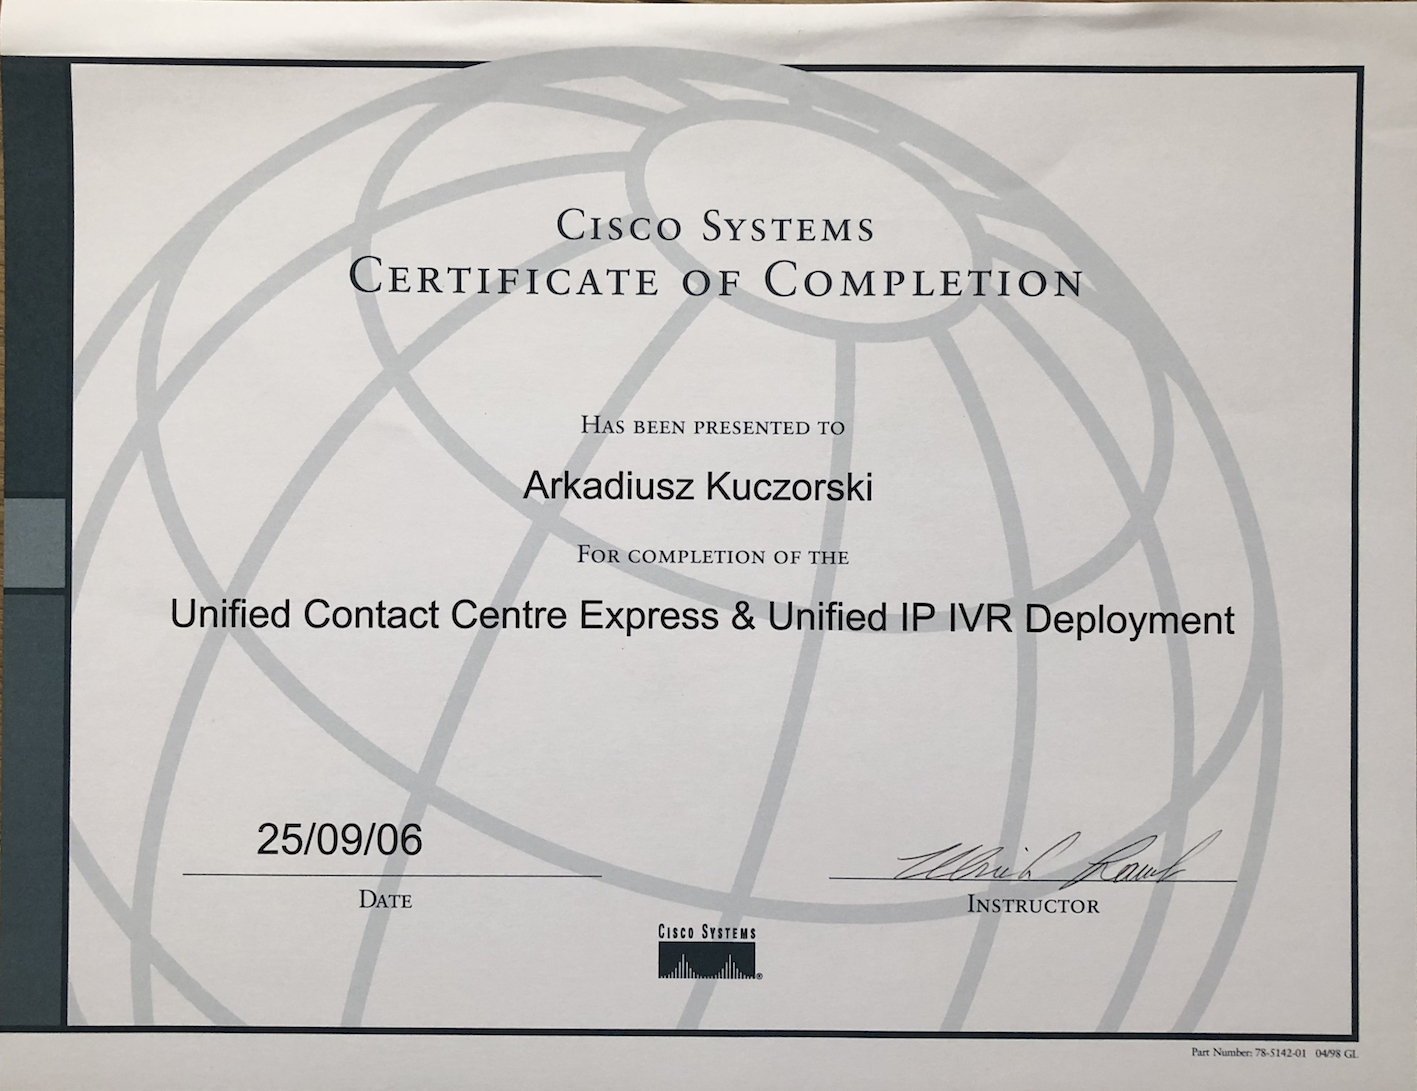 CISCO SYSTEMS
CERTIFICATE OF COMPLETION
HAS BEEN PRESENTED TO
Arkadiusz Kuczorski
FOR COMPLETION OF THE
Unified Contact Centre Express & Unified IP IVR Deployment
25/09/06
DATE
INSTRUCTOR
CISCO SYSTEMS
®
Part Number: 78-5142-01 04/98 GL